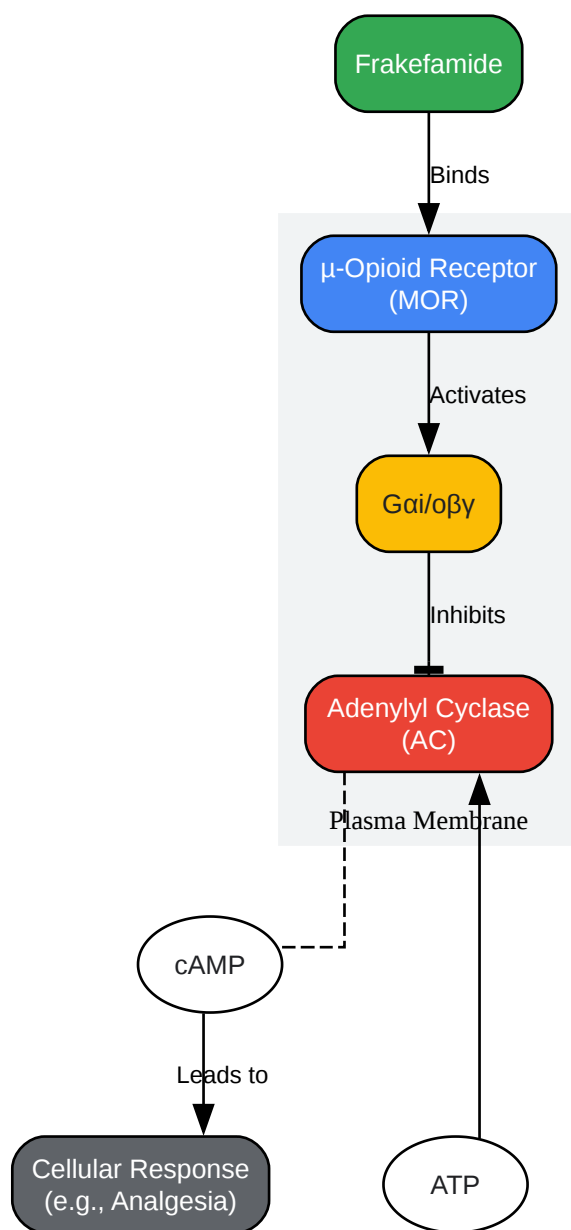 Frakefamide
Binds
µ-Opioid Receptor
(MOR)
Activates
Gαi/oβγ
Inhibits
Adenylyl Cyclase
(AC)
Plasma Membrane
cAMP
Leads to
Cellular Response
(e.g., Analgesia)
ATP